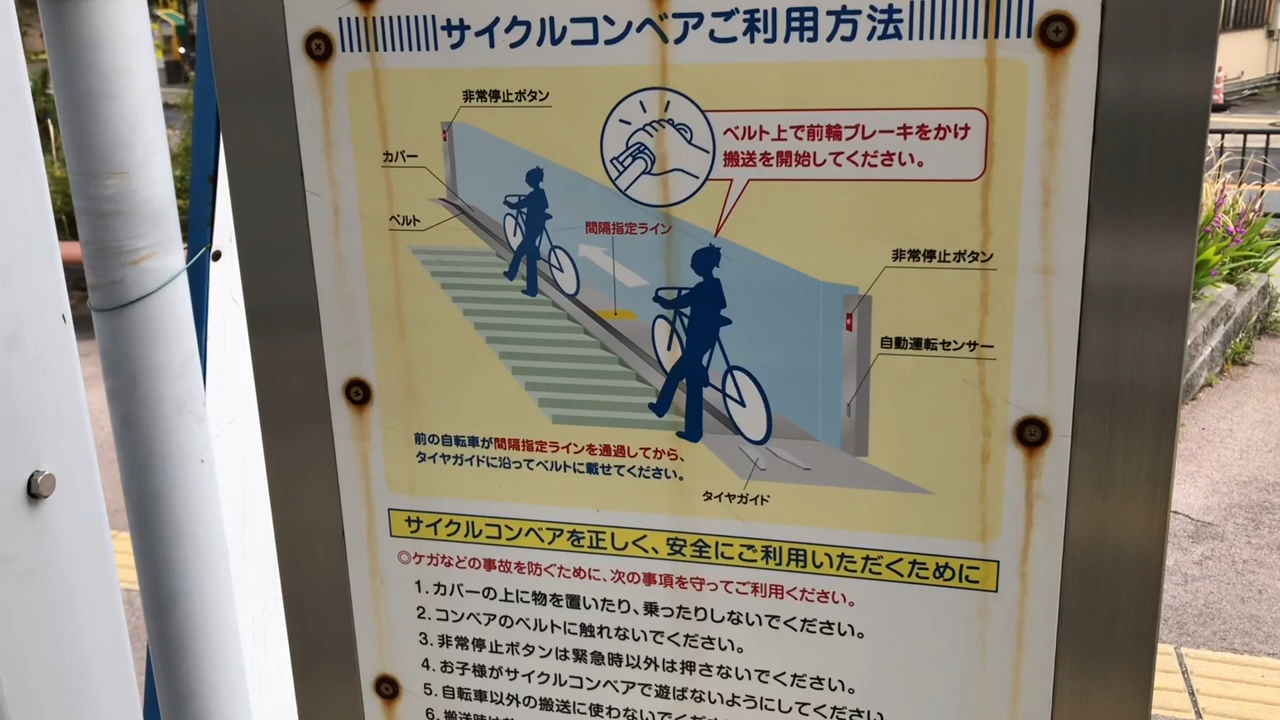 サイクルコンベアご利用方法
非常停止ボタン
ベルト上で前輪ブレーキをかけ
搬送を開始してください。
カバー
ベルト
間隔指定ライン
非常停止ボタン
自動運転センサー
前の自転車が間隔指定ラインを通過してから、
タイヤガイドに沿ってベルトに載せてください。
タイヤガイド
サイクルコンベアを正しく、安全にご利用いただくために
◎ケガなどの事故を防ぐために、次の事項を守ってご利用ください。
1. カバーの上に物を置いたり、乗ったりしないでください。
2. コンベアのベルトに触れないでください。
3. 非常停止ボタンは緊急時以外は押さないでください。
4. お子様がサイクルコンベアで遊ばないようにしてください
5. 自転車以外の搬送に使わないでくだ
6. 搬送時は